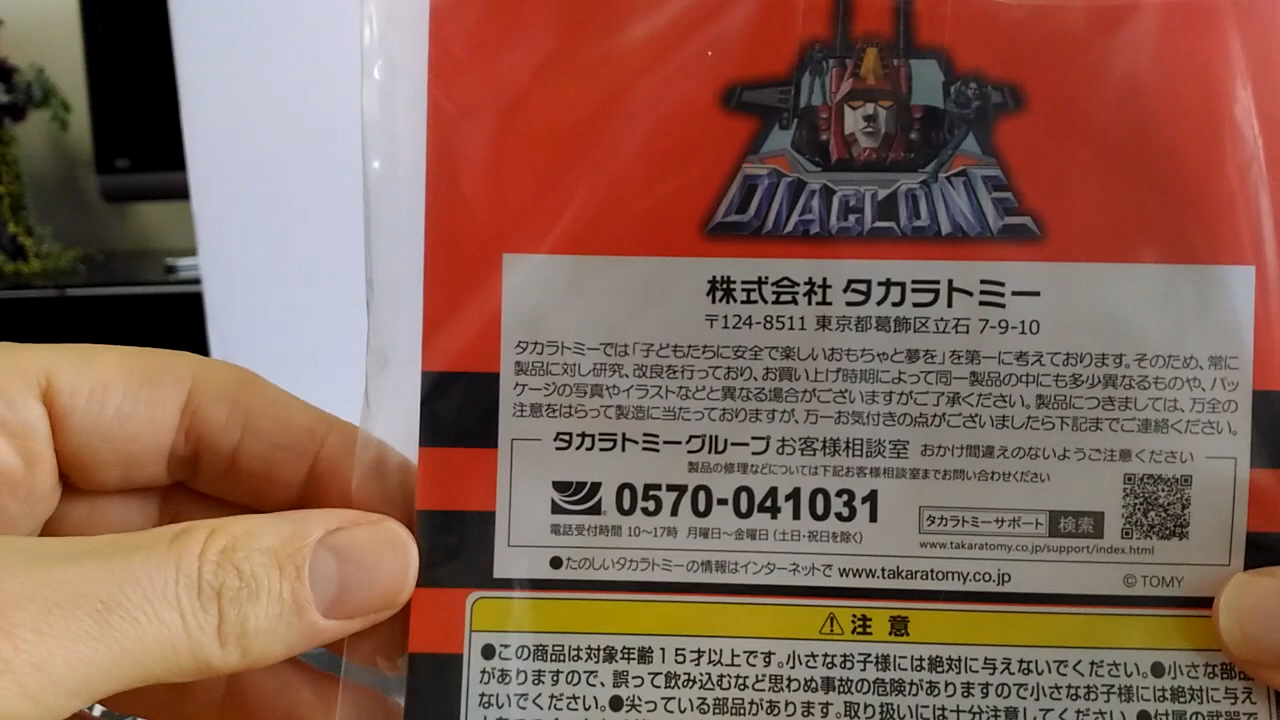 DIACLONE
株式会社 タカラトミー
〒124-8511 東京都葛飾区立石 7-9-10
タカラトミーでは「子どもたちに安全で楽しいおもちゃと夢を」を第一に考えております。そのため、常に
製品に対し研究、改良を行っており、お買い上げ時期によって同一製品の中にも多少異なるものや、パッ
ケージの写真やイラストなどと異なる場合がございますがご了承ください。製品につきましては、万全の
注意をはらって製造に当たっておりますが、万一お気付きの点がございましたら下記までご連絡ください。
タカラトミーグループ お客様相談室 おかけ間違えのないようご注意ください
製品の修理などについては下記お客様相談室までお問い合わせください
0570-041031
電話受付時間 10〜17時 月曜日〜金曜日（土日・祝日を除く）
タカラトミーサポート 検索
www.takaratomy.co.jp/support/index.html
●たのしいタカラトミーの情報はインターネットで www.takaratomy.co.jp
© TOMY
⚠注意
●この商品は対象年齢15才以上です。小さなお子様には絶対に与えないでください。●小さな部品
がありますので、誤って飲み込むなど思わぬ事故の危険がありますので小さなお子様には絶対に与え
ないでください。●尖っている部品があります。取り扱いには十分注意してください。●付属の武器で